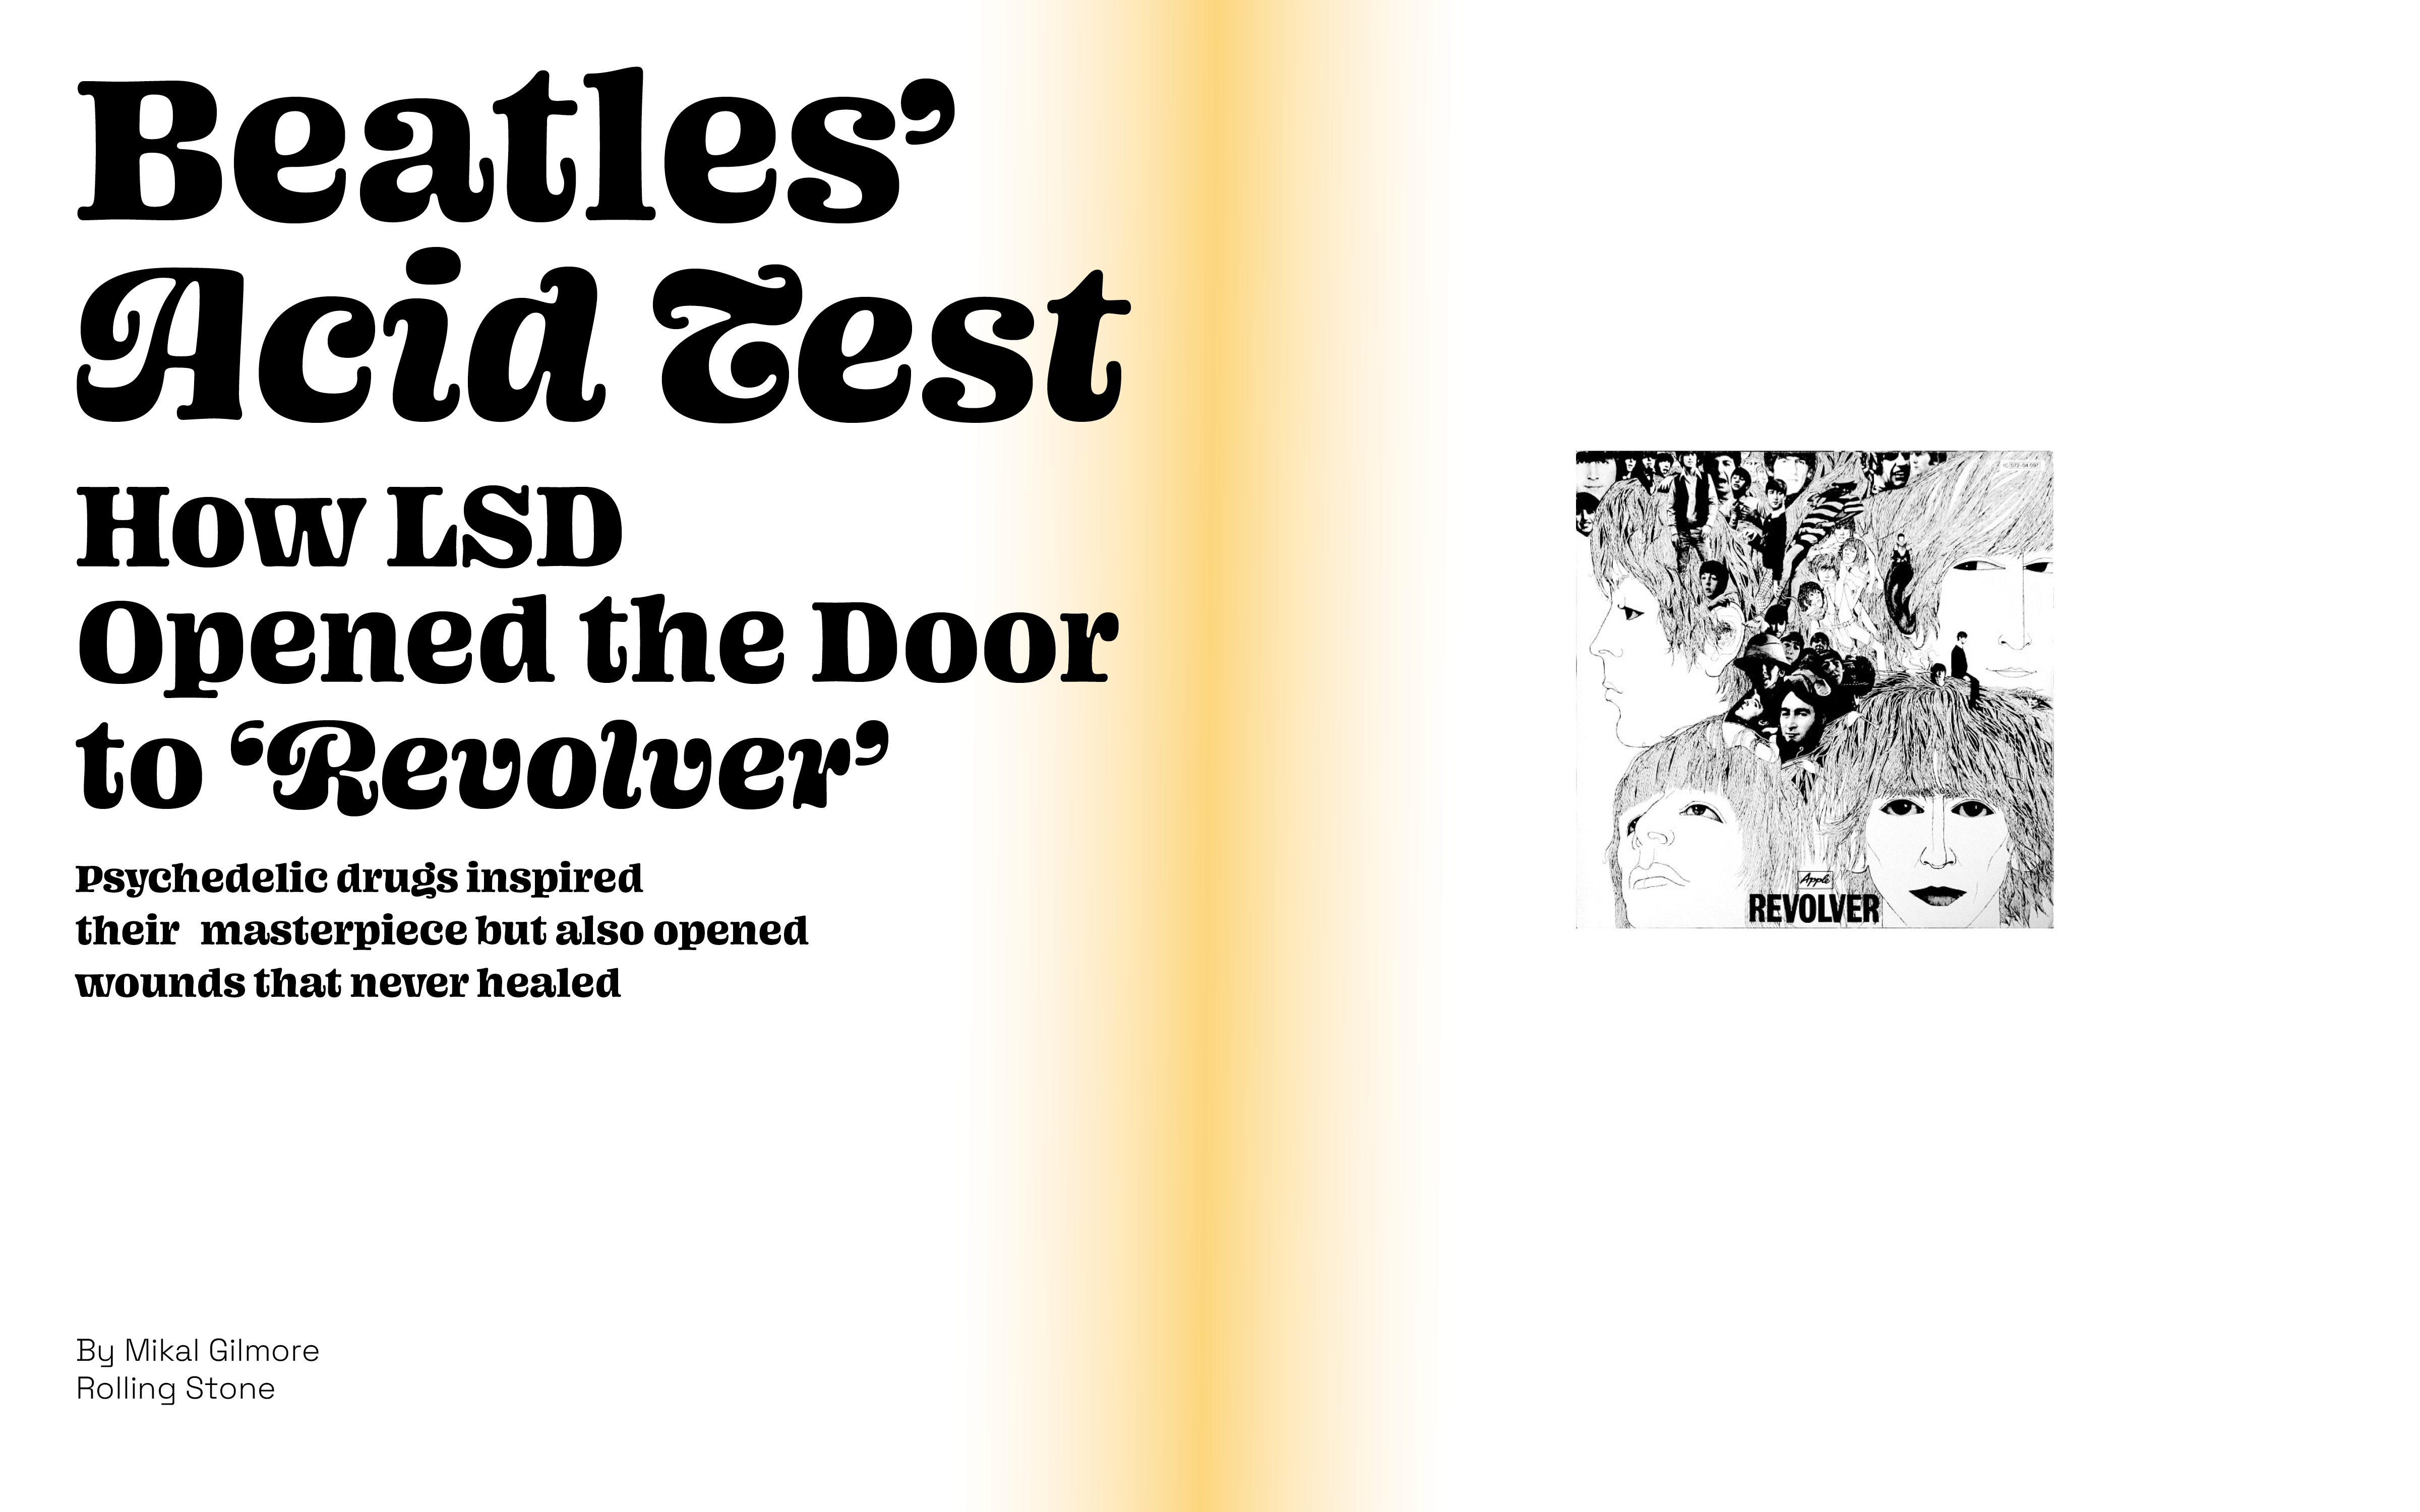 Beatles’
Acid Test
How LSD
Opened the Door
to ‘Revolver’
Psychedelic drugs inspired
their masterpiece but also opened
wounds that never healed
By Mikal Gilmore
Rolling Stone
Apple
REVOLVER